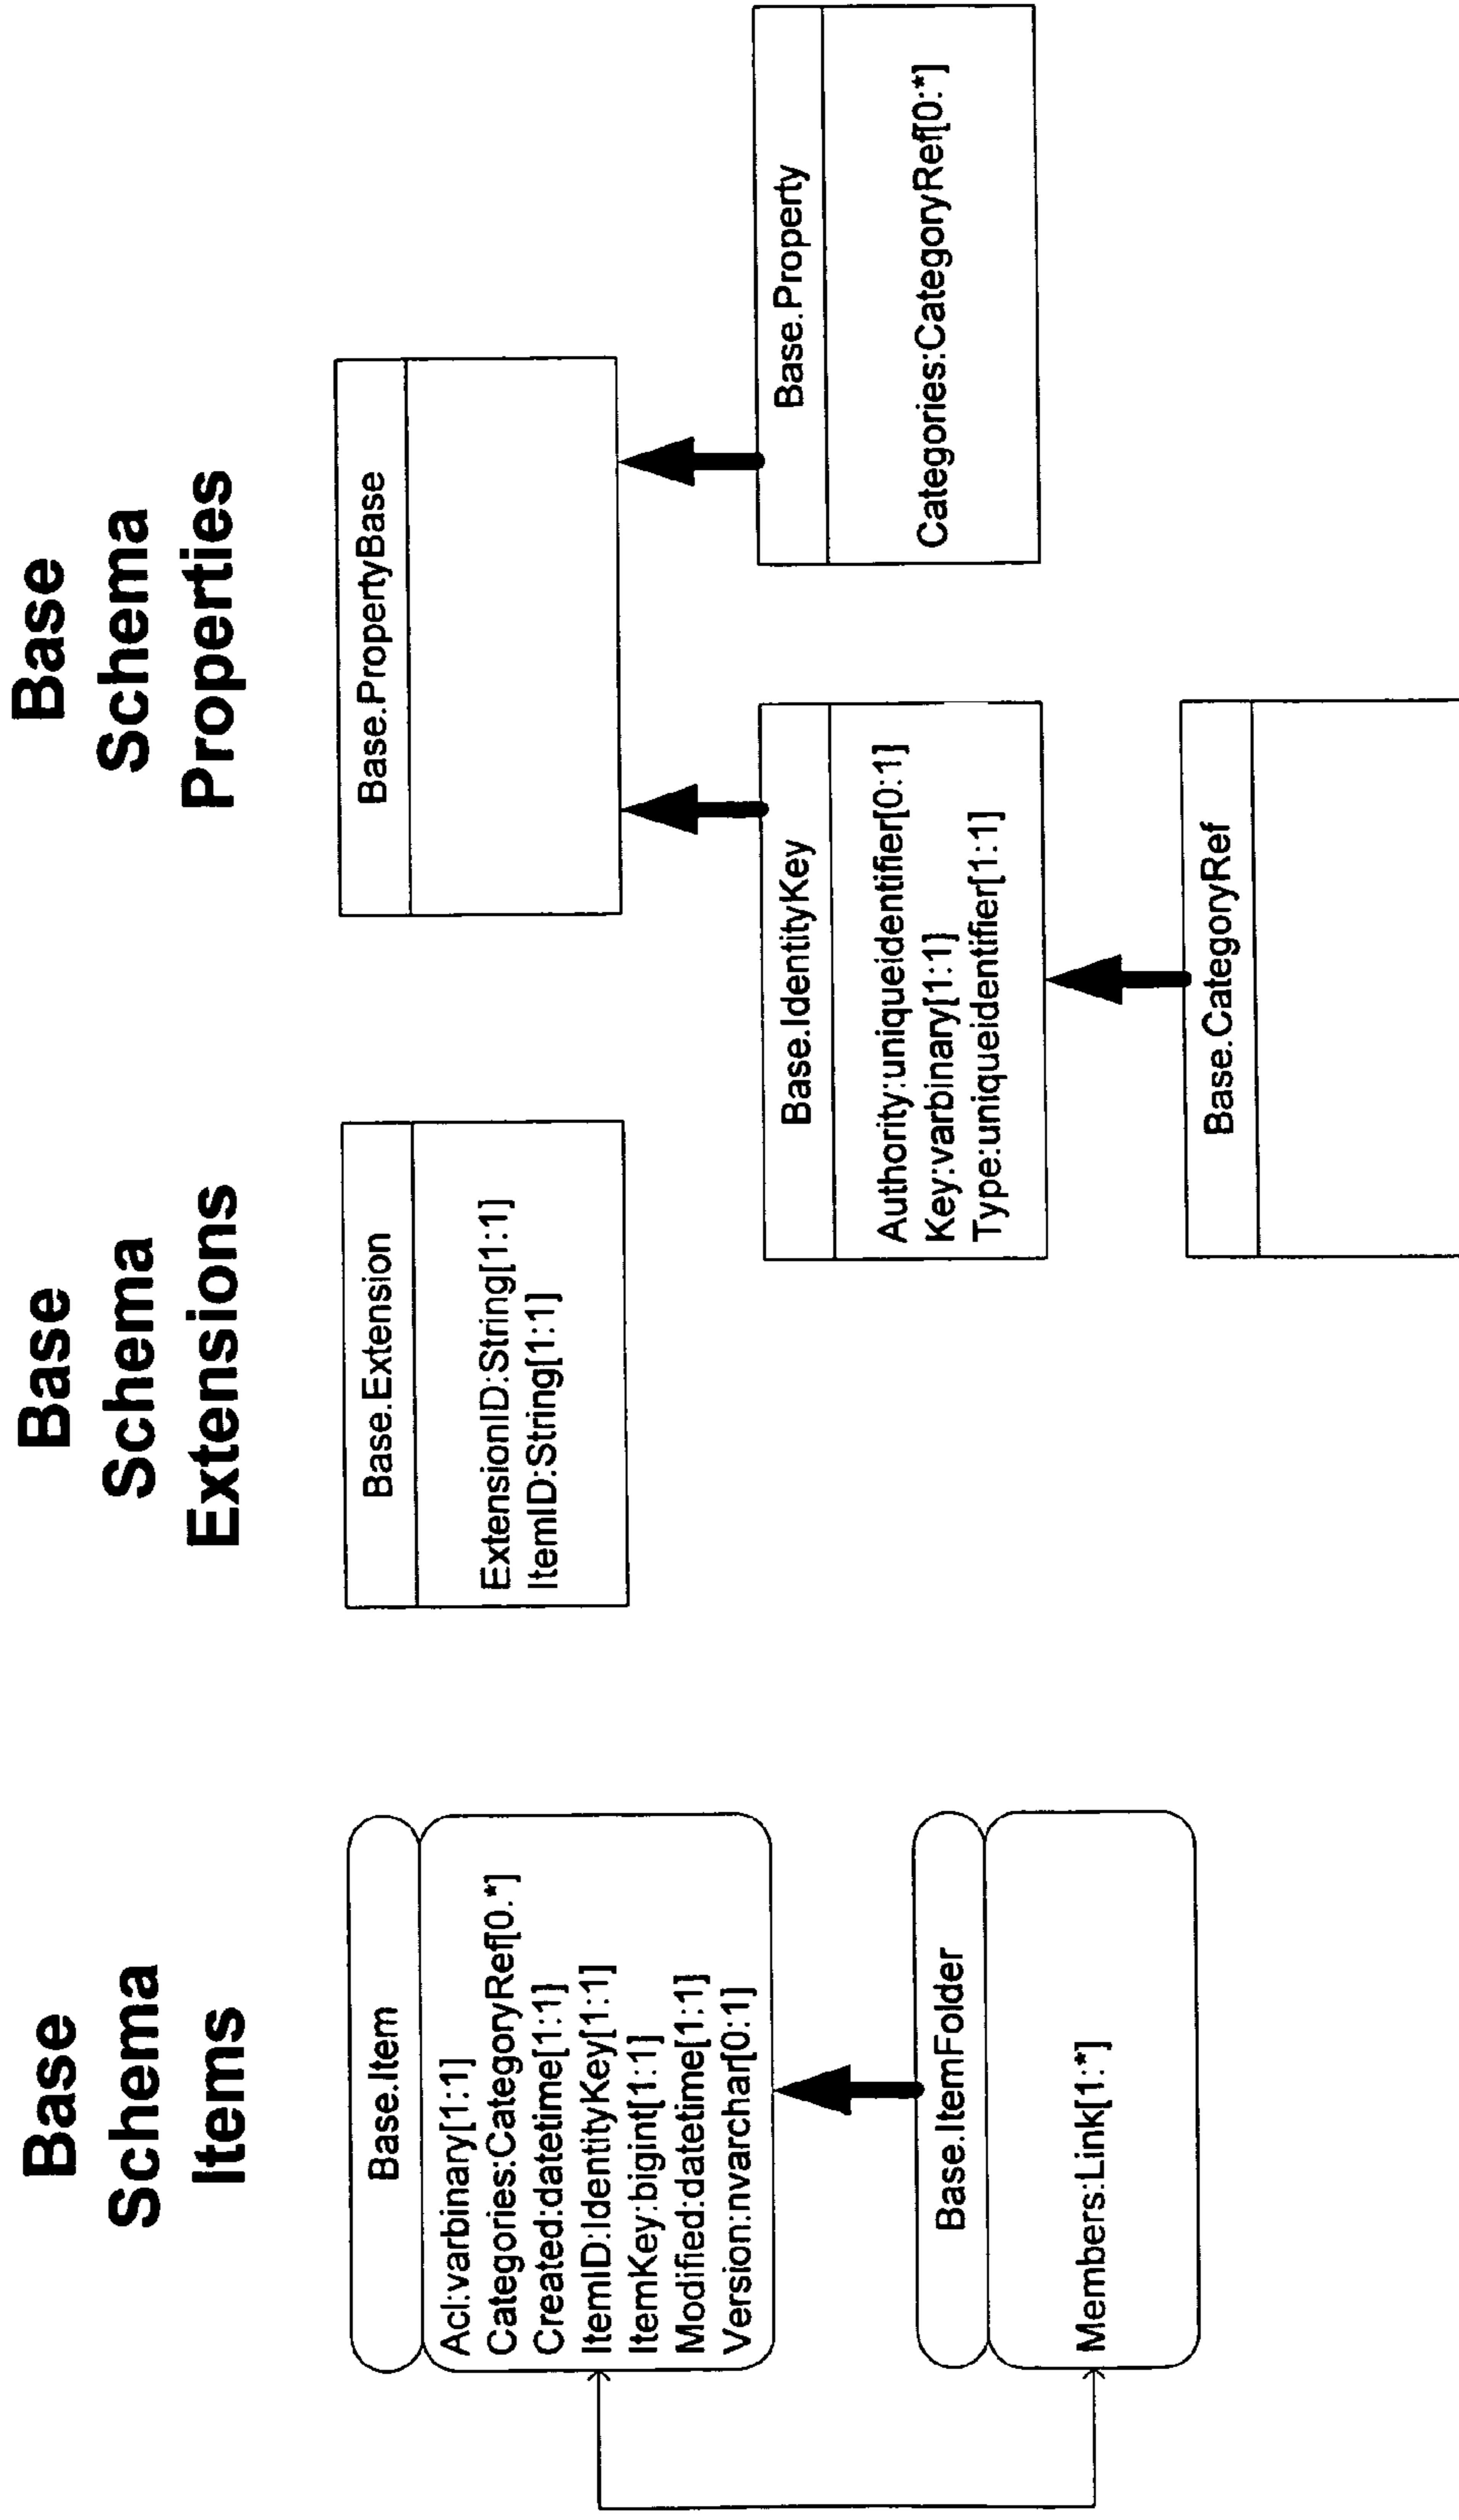 Base
Schema
Items
Base.Item
Acl:varbinary[1:1]
Categories:CategoryRef[0.*]
Created:datetime[1:1]
ItemID:IdentityKey[1:1]
ItemKey:bigint[1:1]
Modified:datetime[1:1]
Version:nvarchar[0:1]
Base.ItemFolder
Members:Link[1:*]
Base
Schema
Extensions
Base.Extension
ExtensionID:String[1:1]
ItemID:String[1:1]
Base
Schema
Properties
Base.PropertyBase
Base.IdentityKey
Authority:uniqueidentifier[0:1]
Key:varbinary[1:1]
Type:uniqueidentifier[1:1]
Base.Property
Categories:CategoryRef[0:*]
Base.CategoryRef